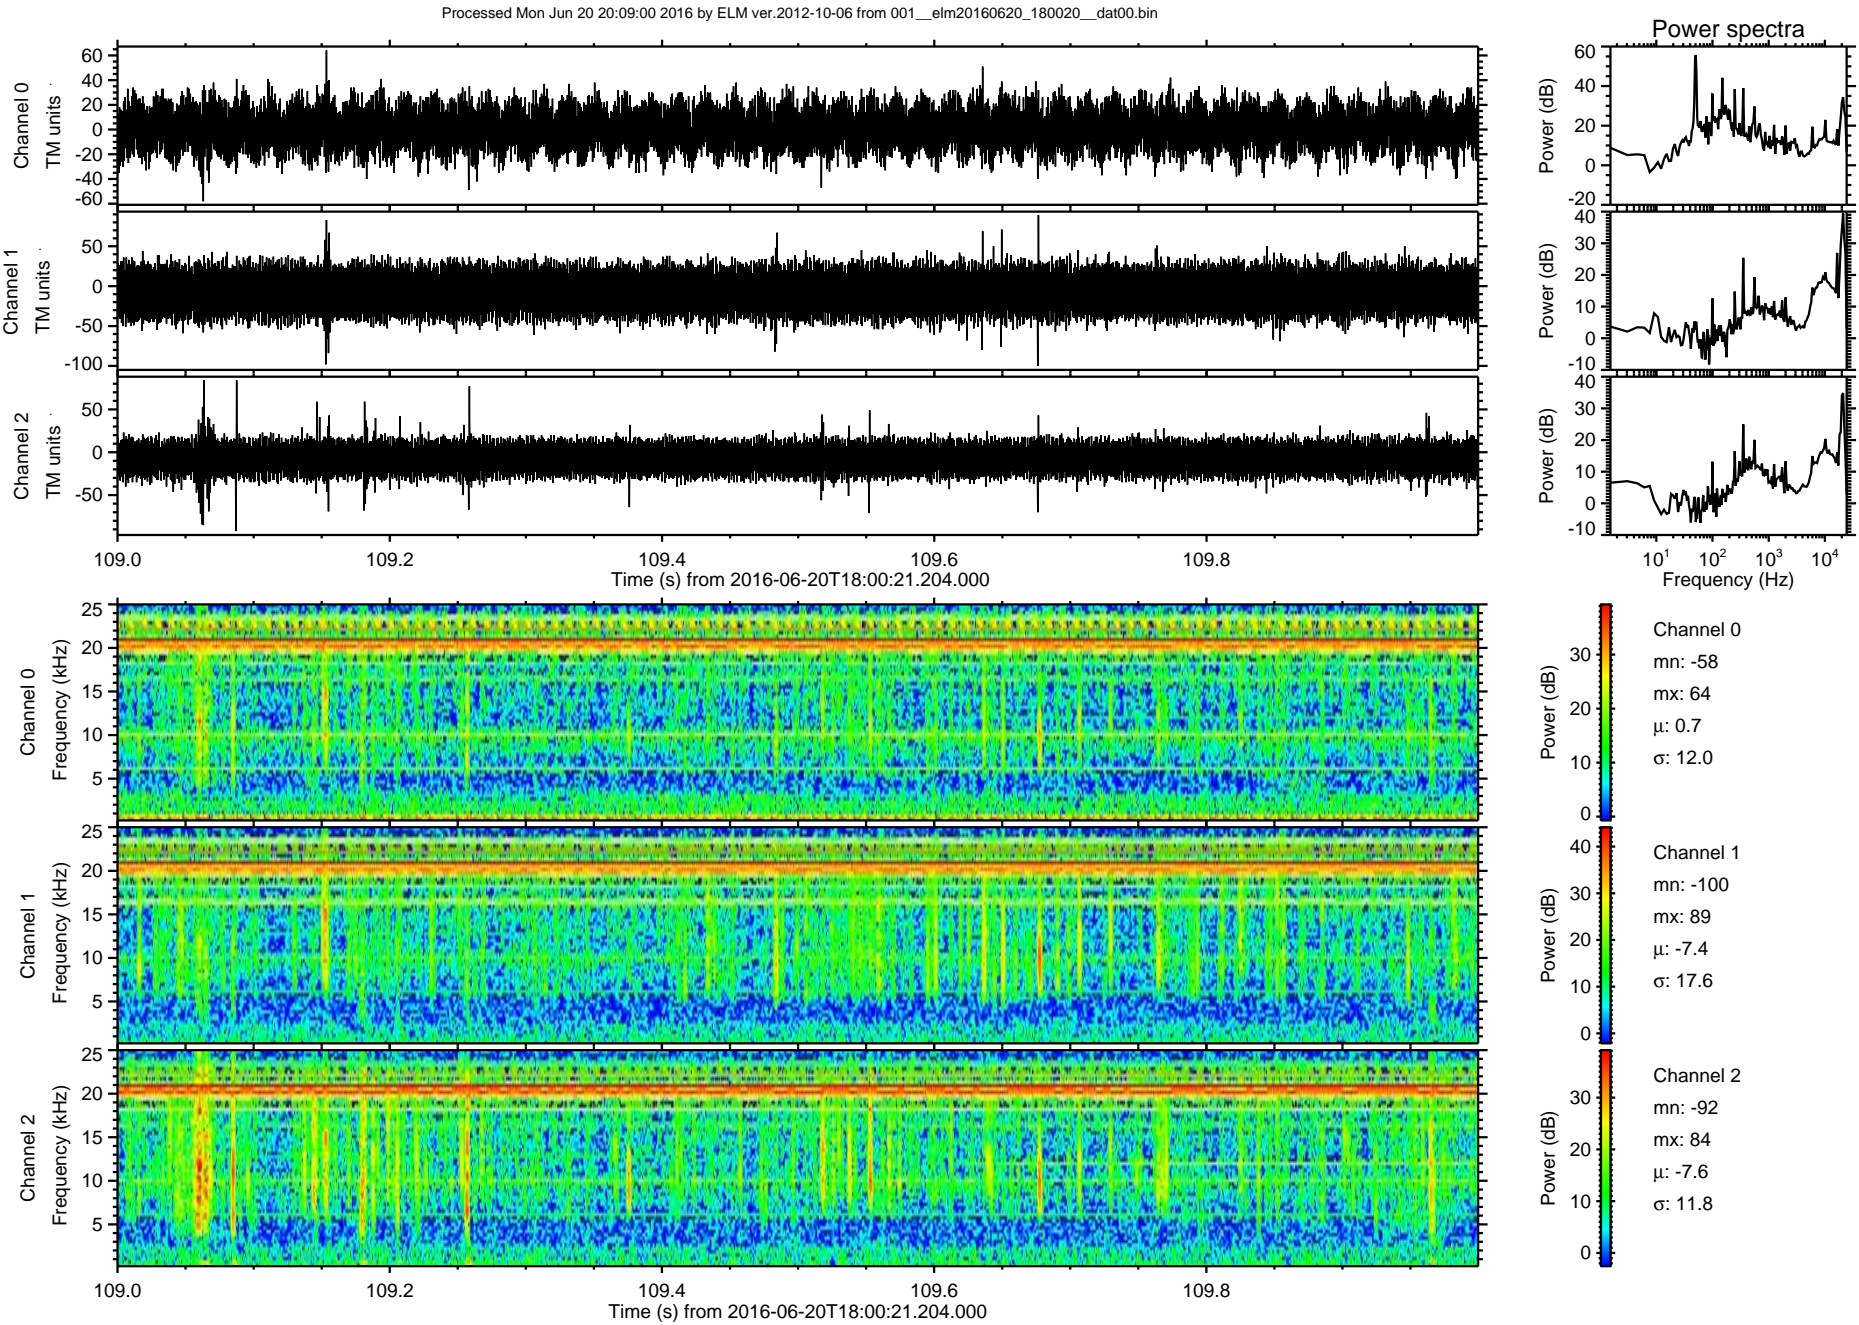 Processed Mon Jun 20 20:09:00 2016 by ELM ver.2012-10-06 from 001__elm20160620_180020__dat00.bin
Power spectra
Channel 0
TM units
60
40
20
0
-20
-40
-60
Power (dB)
60
40
20
0
-20
Channel 1
TM units
50
0
-50
-100
Power (dB)
40
30
20
10
0
-10
Channel 2
TM units
50
0
-50
Power (dB)
40
30
20
10
0
-10
109.0 109.2 109.4 109.6 109.8
Time (s) from 2016-06-20T18:00:21.204.000
10¹ 10² 10³ 10⁴
Frequency (Hz)
Channel 0
Frequency (kHz)
25
20
15
10
5
Power (dB)
30
20
10
0
Channel 0
mn: -58
mx: 64
μ: 0.7
σ: 12.0
Channel 1
Frequency (kHz)
25
20
15
10
5
Power (dB)
40
30
20
10
0
Channel 1
mn: -100
mx: 89
μ: -7.4
σ: 17.6
Channel 2
Frequency (kHz)
25
20
15
10
5
Power (dB)
30
20
10
0
Channel 2
mn: -92
mx: 84
μ: -7.6
σ: 11.8
109.0 109.2 109.4 109.6 109.8
Time (s) from 2016-06-20T18:00:21.204.000